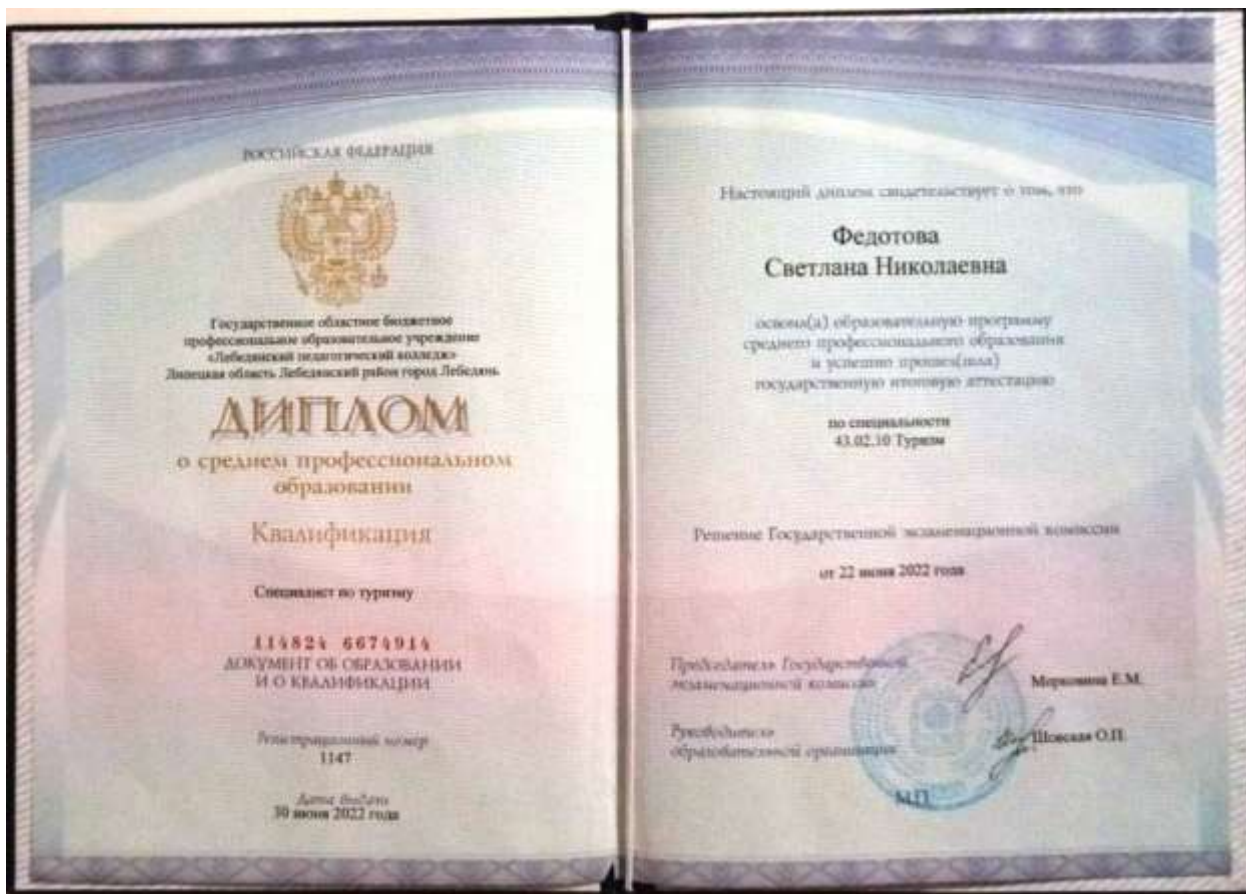 РОССИЙСКАЯ ФЕДЕРАЦИЯ
Государственное областное бюджетное
профессиональное образовательное учреждение
«Лебедянский педагогический колледж»
Липецкая область Лебедянский район город Лебедянь
ДИПЛОМ
о среднем профессиональном
образовании
Квалификация
Специалист по туризму
114824 6674914
ДОКУМЕНТ ОБ ОБРАЗОВАНИИ
И О КВАЛИФИКАЦИИ
Регистрационный номер
1147
Дата выдачи
30 июня 2022 года
Настоящий диплом свидетельствует о том, что
Федотова
Светлана Николаевна
освоил(а) образовательную программу
среднего профессионального образования
и успешно прошел(шла)
государственную итоговую аттестацию
по специальности
43.02.10 Туризм
Решение Государственной экзаменационной комиссии
от 22 июня 2022 года
Председатель Государственной
экзаменационной комиссии
Е.М.
Руководитель
образовательной организации
О.П.
М.П.